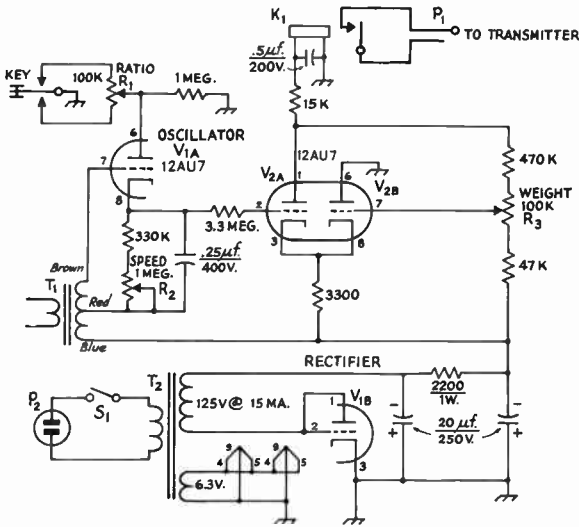 K1
P1
TO TRANSMITTER
.5µf.
200V.
KEY
RATIO
100K
R1
1 MEG.
15K
6
OSCILLATOR
7
V1A
12AU7
8
12AU7
V2A
1
6
V2B
2
7
3
8
470K
WEIGHT
100K
R3
47K
3.3 MEG.
330K
.25µf
400V.
SPEED
1 MEG.
R2
3300
Brown
T1
Red
Blue
RECTIFIER
P2
S1
T2
125V@ 15 MA.
V1B
1
2
3
2200
1W.
-
-
20µf.
250V.
+
+
9
9
4
5
4
5
6.3V.